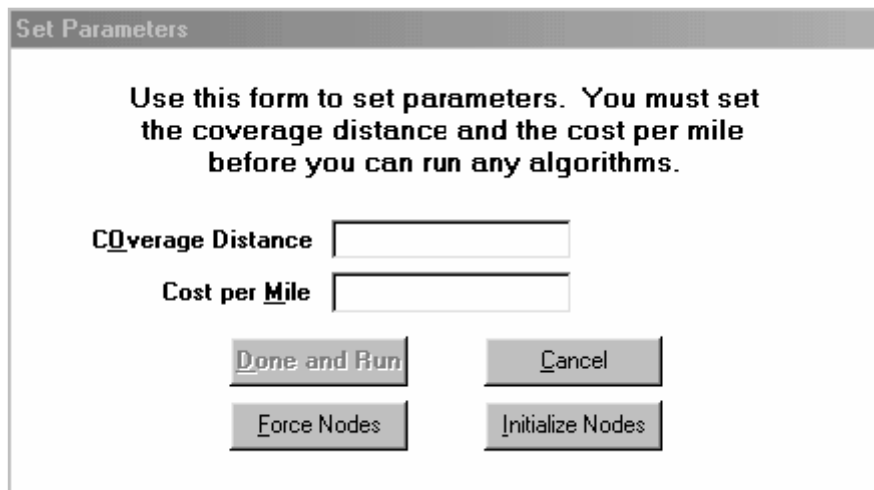 Set Parameters
Use this form to set parameters. You must set
the coverage distance and the cost per mile
before you can run any algorithms.
COverage Distance
Cost per Mile
Done and Run
Cancel
Force Nodes
Initialize Nodes